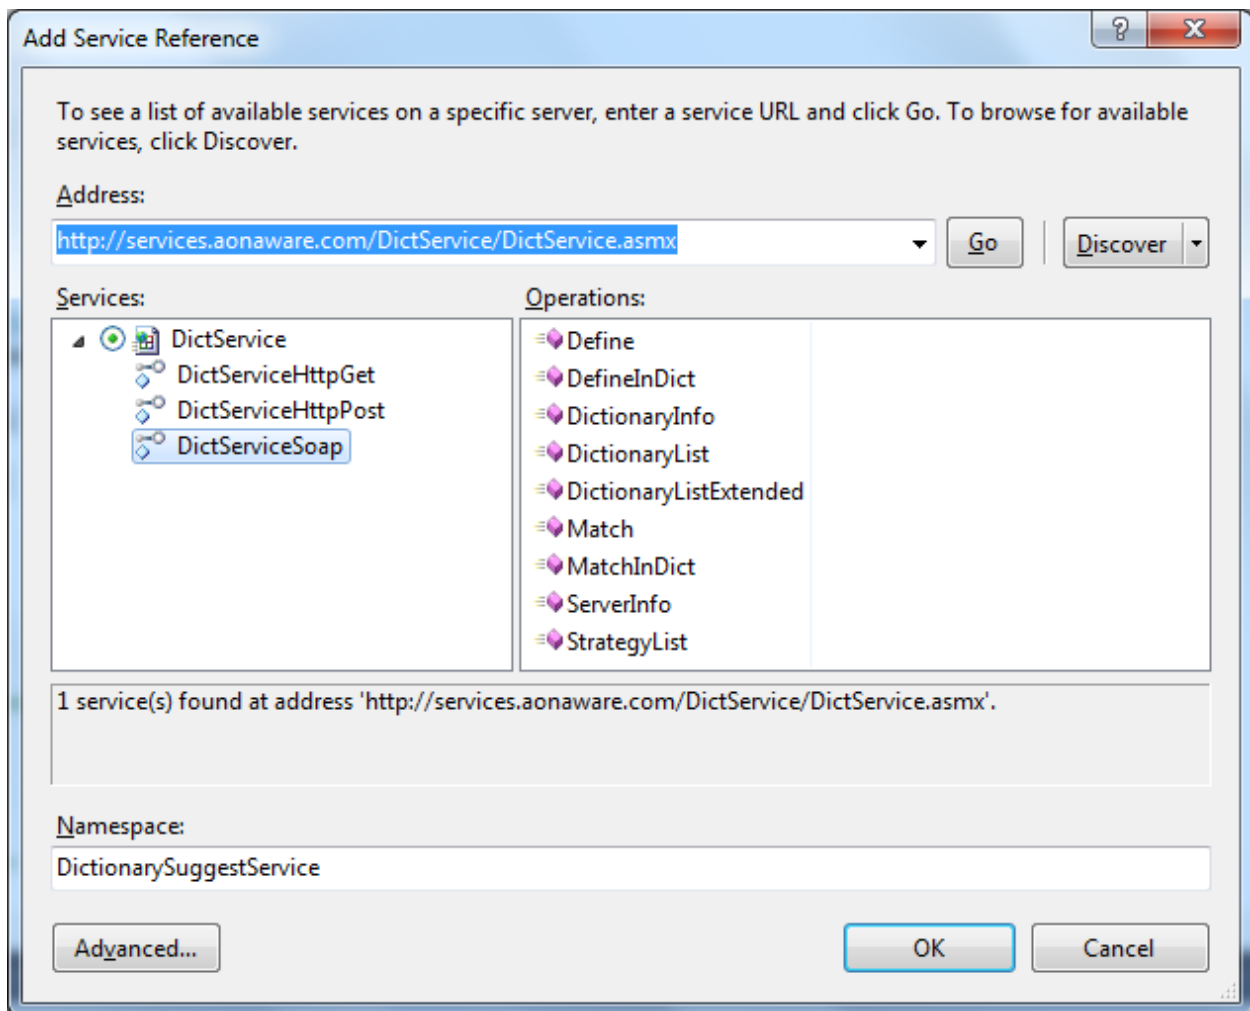 Add Service Reference
To see a list of available services on a specific server, enter a service URL and click Go. To browse for available
services, click Discover.
Address:
http://services.aonaware.com/DictService/DictService.asmx
Go
Discover
Services:
Operations:
DictService
DictServiceHttpGet
DictServiceHttpPost
DictServiceSoap
Define
DefineInDict
DictionaryInfo
DictionaryList
DictionaryListExtended
Match
MatchInDict
ServerInfo
StrategyList
1 service(s) found at address 'http://services.aonaware.com/DictService/DictService.asmx'.
Namespace:
DictionarySuggestService
Advanced...
OK
Cancel